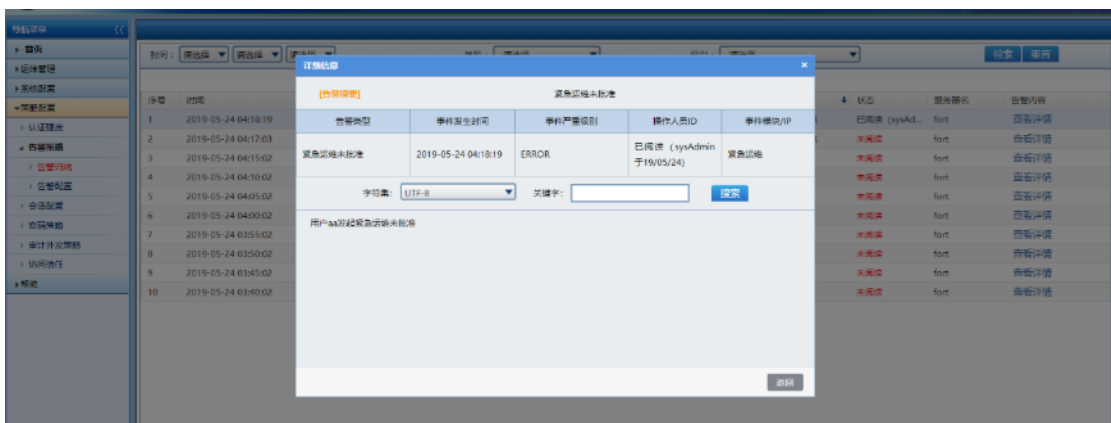 导航菜单
首页
运维管理
系统配置
策略配置
认证强度
告警策略
告警归纳
告警配置
会话配置
密码策略
审计外发策略
访问信任
帮助
时间： 请选择 请选择
检索 重置
序号 时间 状态 服务器名 告警内容
1 2019-05-24 04:18:19 已阅读 (sysAd... fort 查看详情
2 2019-05-24 04:17:03 未阅读 fort 查看详情
3 2019-05-24 04:15:02 未阅读 fort 查看详情
4 2019-05-24 04:10:02 未阅读 fort 查看详情
5 2019-05-24 04:05:02 未阅读 fort 查看详情
6 2019-05-24 04:00:02 未阅读 fort 查看详情
7 2019-05-24 03:55:02 未阅读 fort 查看详情
8 2019-05-24 03:50:02 未阅读 fort 查看详情
9 2019-05-24 03:45:02 未阅读 fort 查看详情
10 2019-05-24 03:40:02 未阅读 fort 查看详情
详细信息 ×
[告警摘要] 紧急运维未批准
告警类型 事件发生时间 事件严重级别 操作人员ID 事件模块/IP
紧急运维未批准 2019-05-24 04:18:19 ERROR 已阅读 (sysAdmin 紧急运维
于19/05/24)
字符集： UTF-8 关键字： 搜索
用户aa发起紧急运维未批准
返回